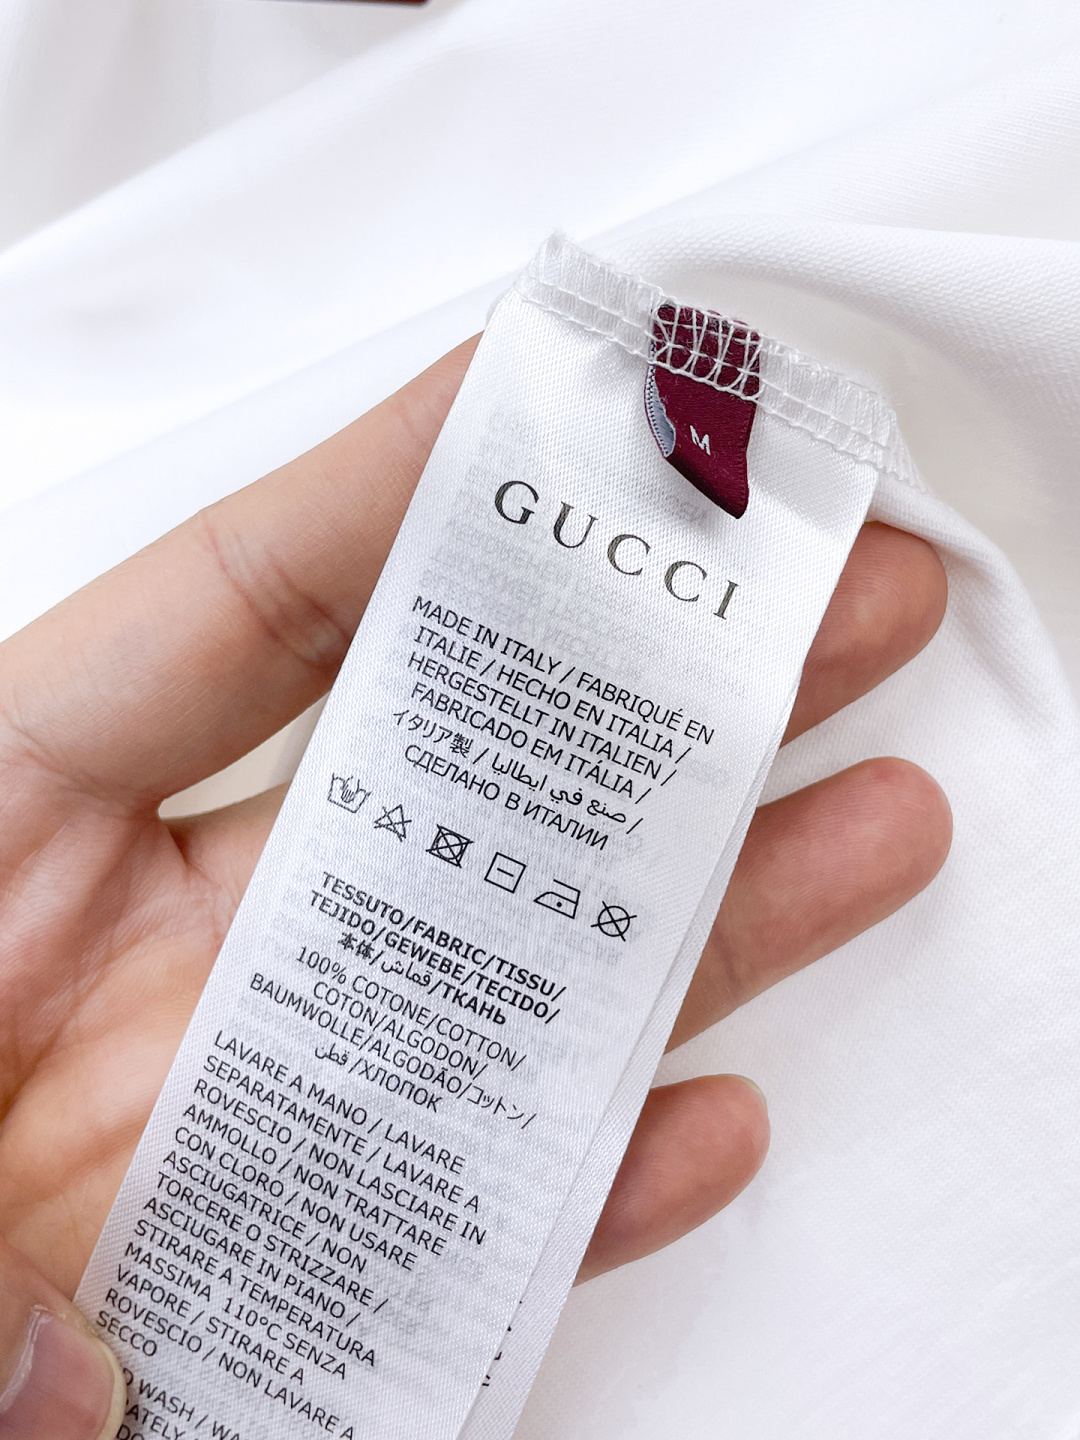 M
GUCCI
MADE IN ITALY / FABRIQUÉ EN
ITALIE / HECHO EN ITALIA /
HERGESTELLT IN ITALIEN /
FABRICADO EM ITÁLIA /
イタリア製 / صنع في ايطاليا /
СДЕЛАНО В ИТАЛИИ
TESSUTO/FABRIC/TISSU/
TEJIDO/GEWEBE/TECIDO/
本体/قماش/ТКАНЬ
100% COTONE/COTTON/
COTON/ALGODON/
BAUMWOLLE/ALGODÃO/コットン/
قطن /ХЛОПОК
LAVARE A MANO / LAVARE
SEPARATAMENTE / LAVARE A
ROVESCIO / NON LASCIARE IN
AMMOLLO / NON TRATTARE
CON CLORO / NON USARE
ASCIUGATRICE / NON
TORCERE O STRIZZARE /
ASCIUGARE IN PIANO /
STIRARE A TEMPERATURA
MASSIMA 110°C SENZA
VAPORE / STIRARE A
ROVESCIO / NON LAVARE A
SECCO
WASH /